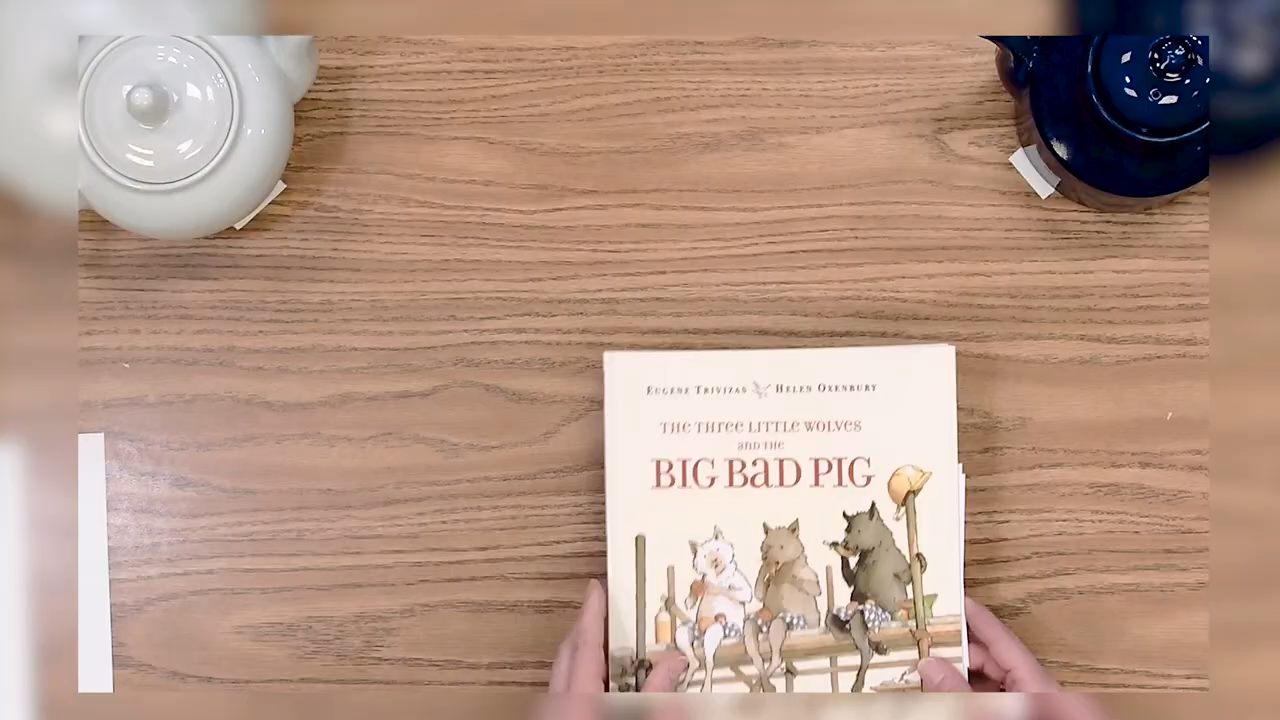 EUGENE TRIVIZAS HELEN OXENBURY
THE THREE LITTLE WOLVES
AND THE
BIG BAD PIG